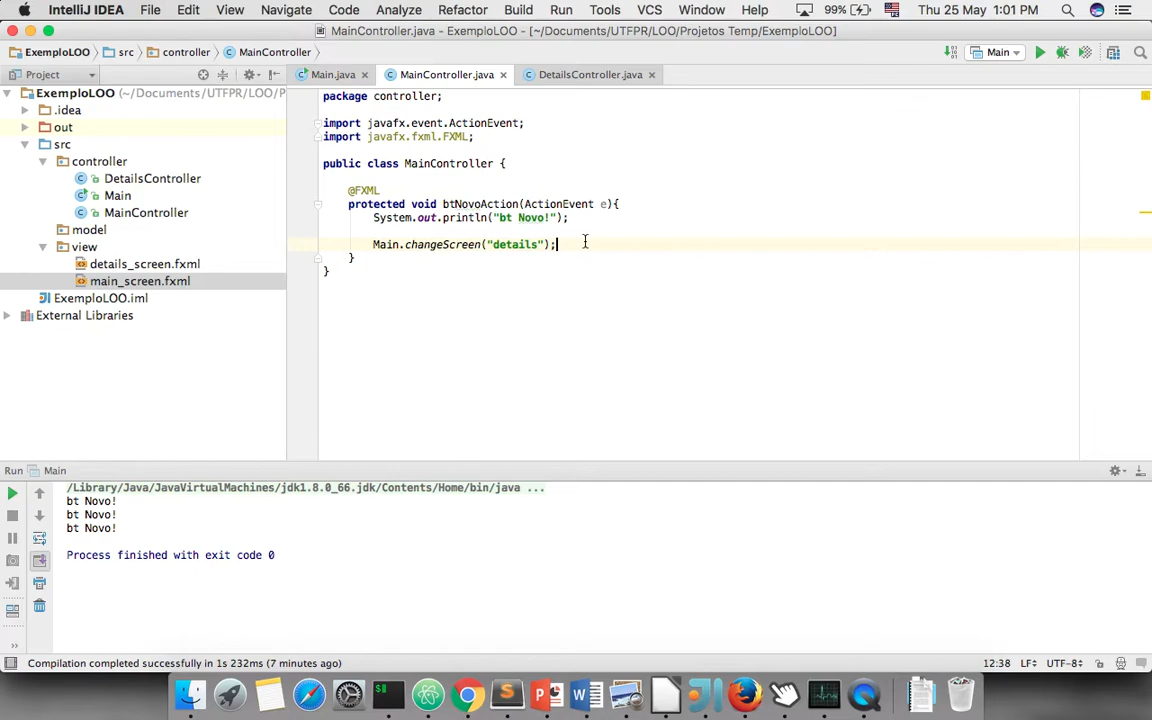 IntelliJ IDEA File Edit View Navigate Code Analyze Refactor Build Run Tools VCS Window Help 99% Thu 25 May 1:01 PM
MainController.java - ExemploLOO - [~/Documents/UTFPR/LOO/Projetos Temp/ExemploLOO]
ExemploLOO src controller MainController Main
Project Main.java MainController.java DetailsController.java
ExemploLOO (~/Documents/UTFPR/LOO/P
.idea
out
src
controller
DetailsController
Main
MainController
model
view
details_screen.fxml
main_screen.fxml
ExemploLOO.iml
External Libraries
package controller;
import javafx.event.ActionEvent;
import javafx.fxml.FXML;
public class MainController {
@FXML
protected void btNovoAction(ActionEvent e){
System.out.println("bt Novo!");
Main.changeScreen("details");
}
}
Run Main
/Library/Java/JavaVirtualMachines/jdk1.8.0_66.jdk/Contents/Home/bin/java ...
bt Novo!
bt Novo!
bt Novo!
Process finished with exit code 0
Compilation completed successfully in 1s 232ms (7 minutes ago) 12:38 LF÷ UTF-8÷